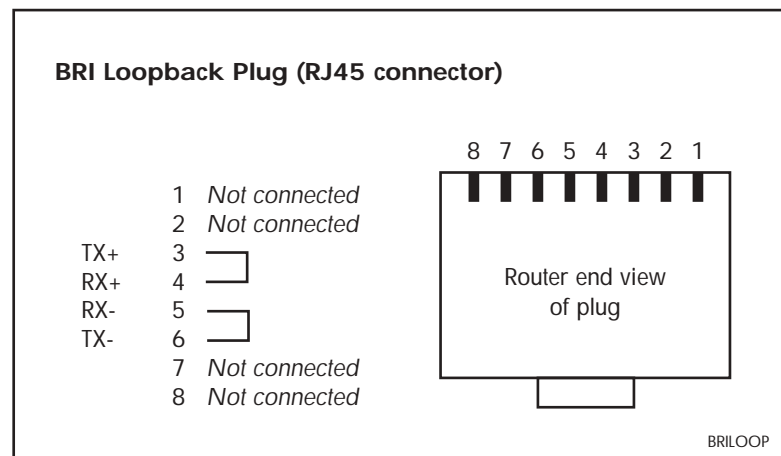 BRI Loopback Plug (RJ45 connector)
8 7 6 5 4 3 2 1
1 Not connected
2 Not connected
TX+ 3
RX+ 4
RX- 5
TX- 6
7 Not connected
8 Not connected
Router end view
of plug
BRILOOP